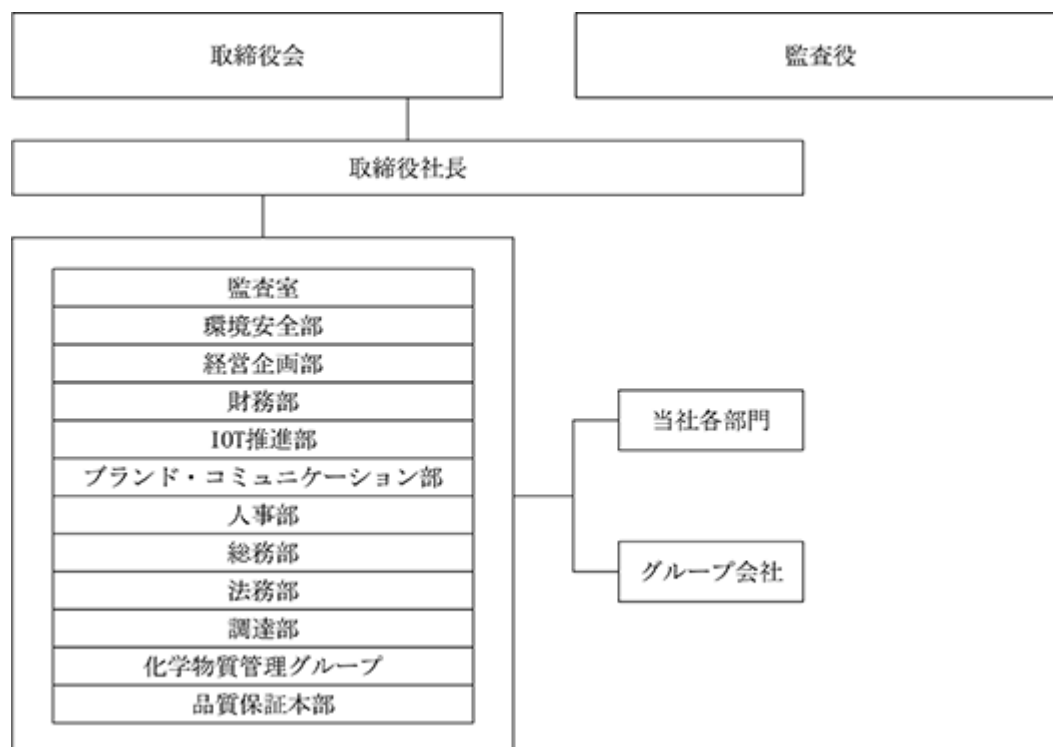 取締役会
監査役
取締役社長
監査室
環境安全部
経営企画部
財務部
IOT推進部
ブランド・コミュニケーション部
人事部
総務部
法務部
調達部
化学物質管理グループ
品質保証本部
当社各部門
グループ会社